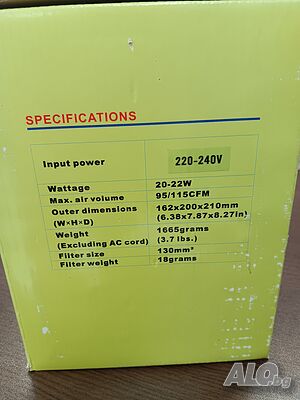 SPECIFICATIONS
Input power 220-240V
Wattage 20-22W
Max. air volume 95/115CFM
Outer dimensions 162x200x210mm
(W×H×D) (6.38x7.87x8.27in)
Weight 1665grams
(Excluding AC cord) (3.7 lbs.)
Filter size 130mm²
Filter weight 18grams
ALO.bg